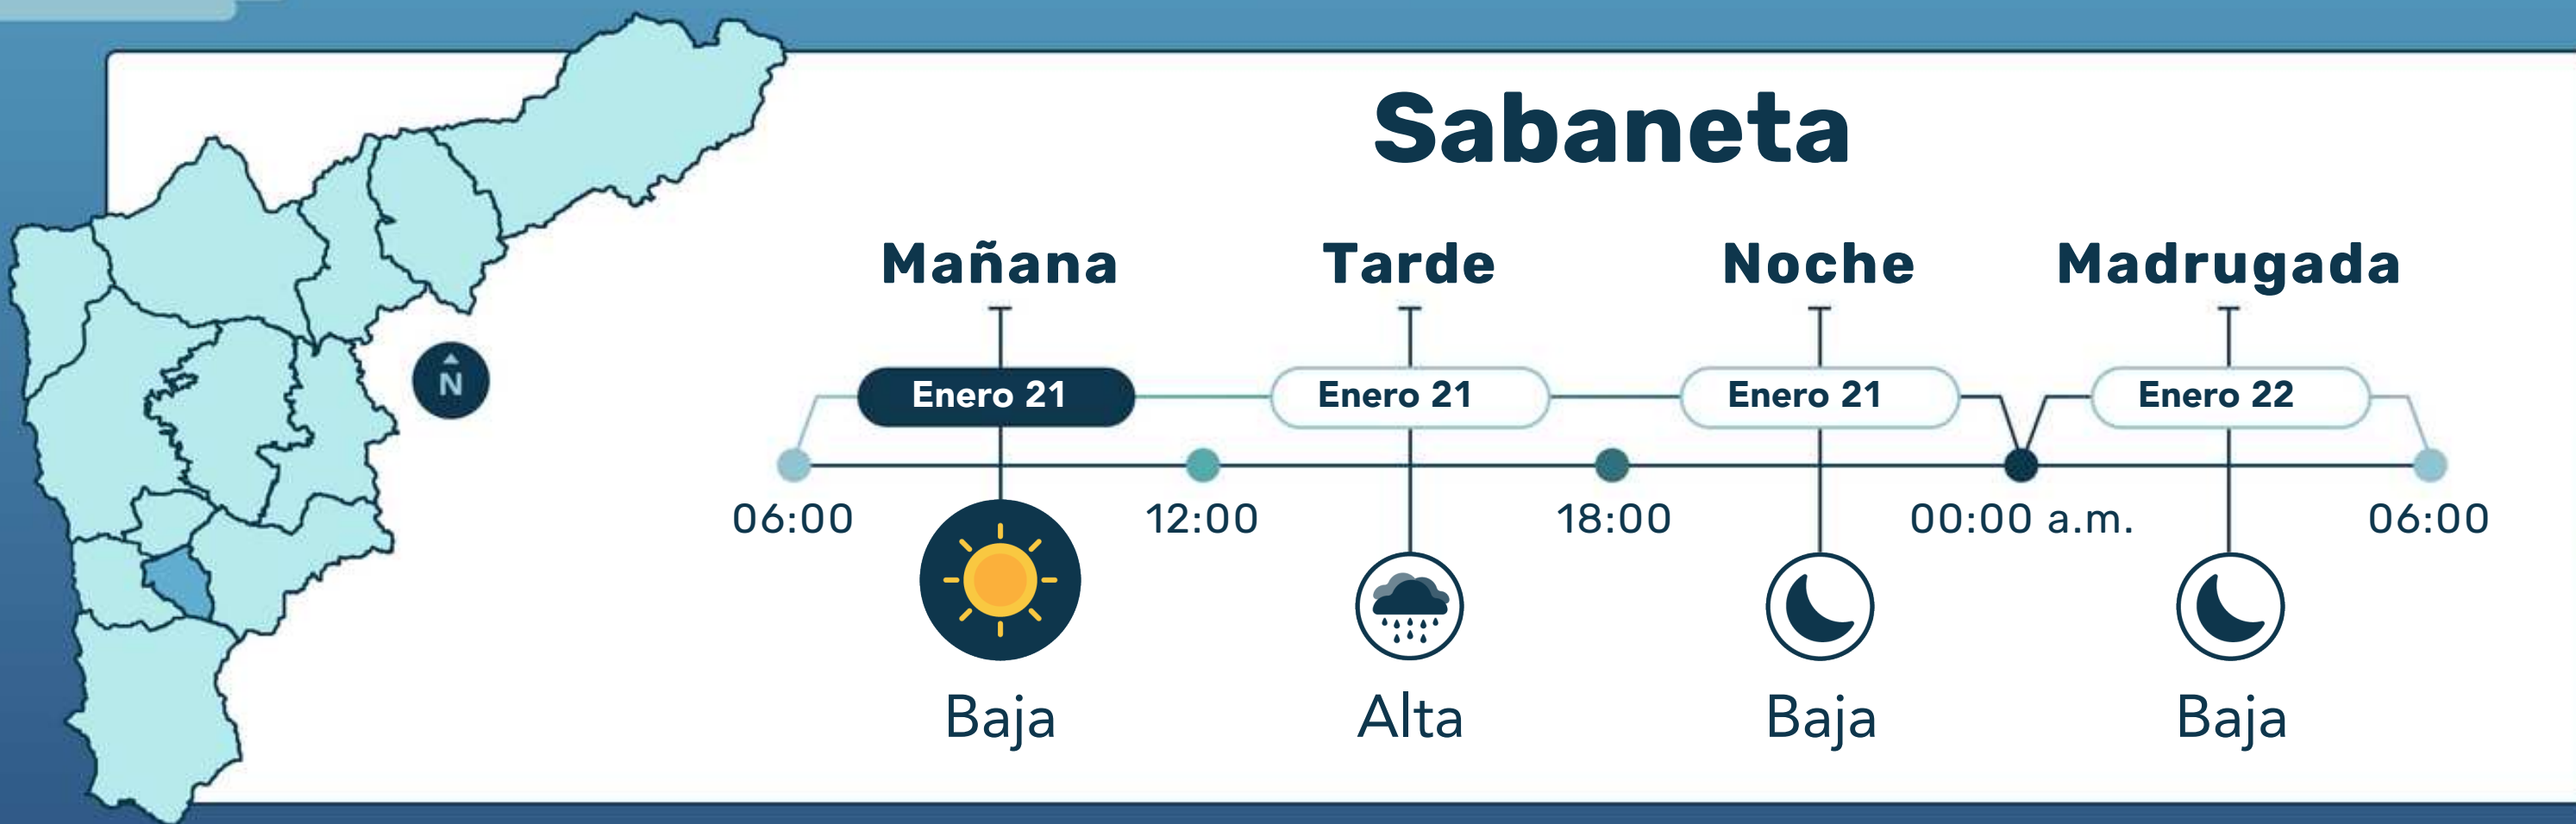 Sabaneta
Mañana Tarde Noche Madrugada
N
Enero 21 Enero 21 Enero 21 Enero 22
06:00 12:00 18:00 00:00 a.m. 06:00
Baja Alta Baja Baja